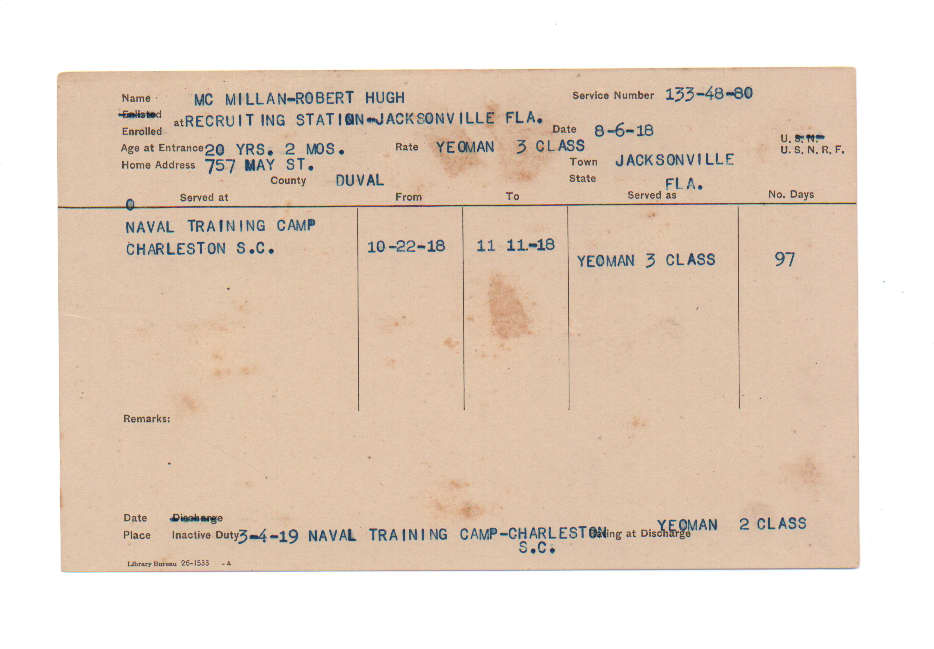 Name MC MILLAN-ROBERT HUGH Service Number 133-48-80
Enlisted
Enrolled at RECRUITING STATION-JACKSONVILLE FLA. Date 8-6-18
Age at Entrance 20 YRS. 2 MOS. Rate YEOMAN 3 CLASS U. S. N. U. S. N. R. F.
Home Address 757 MAY ST. Town JACKSONVILLE
County DUVAL State FLA.
0 Served at From To Served as No. Days
NAVAL TRAINING CAMP
CHARLESTON S.C. 10-22-18 11 11-18 YEOMAN 3 CLASS 97
Remarks:
Date Discharge
Place Inactive Duty 3-4-19 NAVAL TRAINING CAMP-CHARLESTON Rating at Discharge YEOMAN 2 CLASS
S.C.
Library Bureau 26-1533 -A